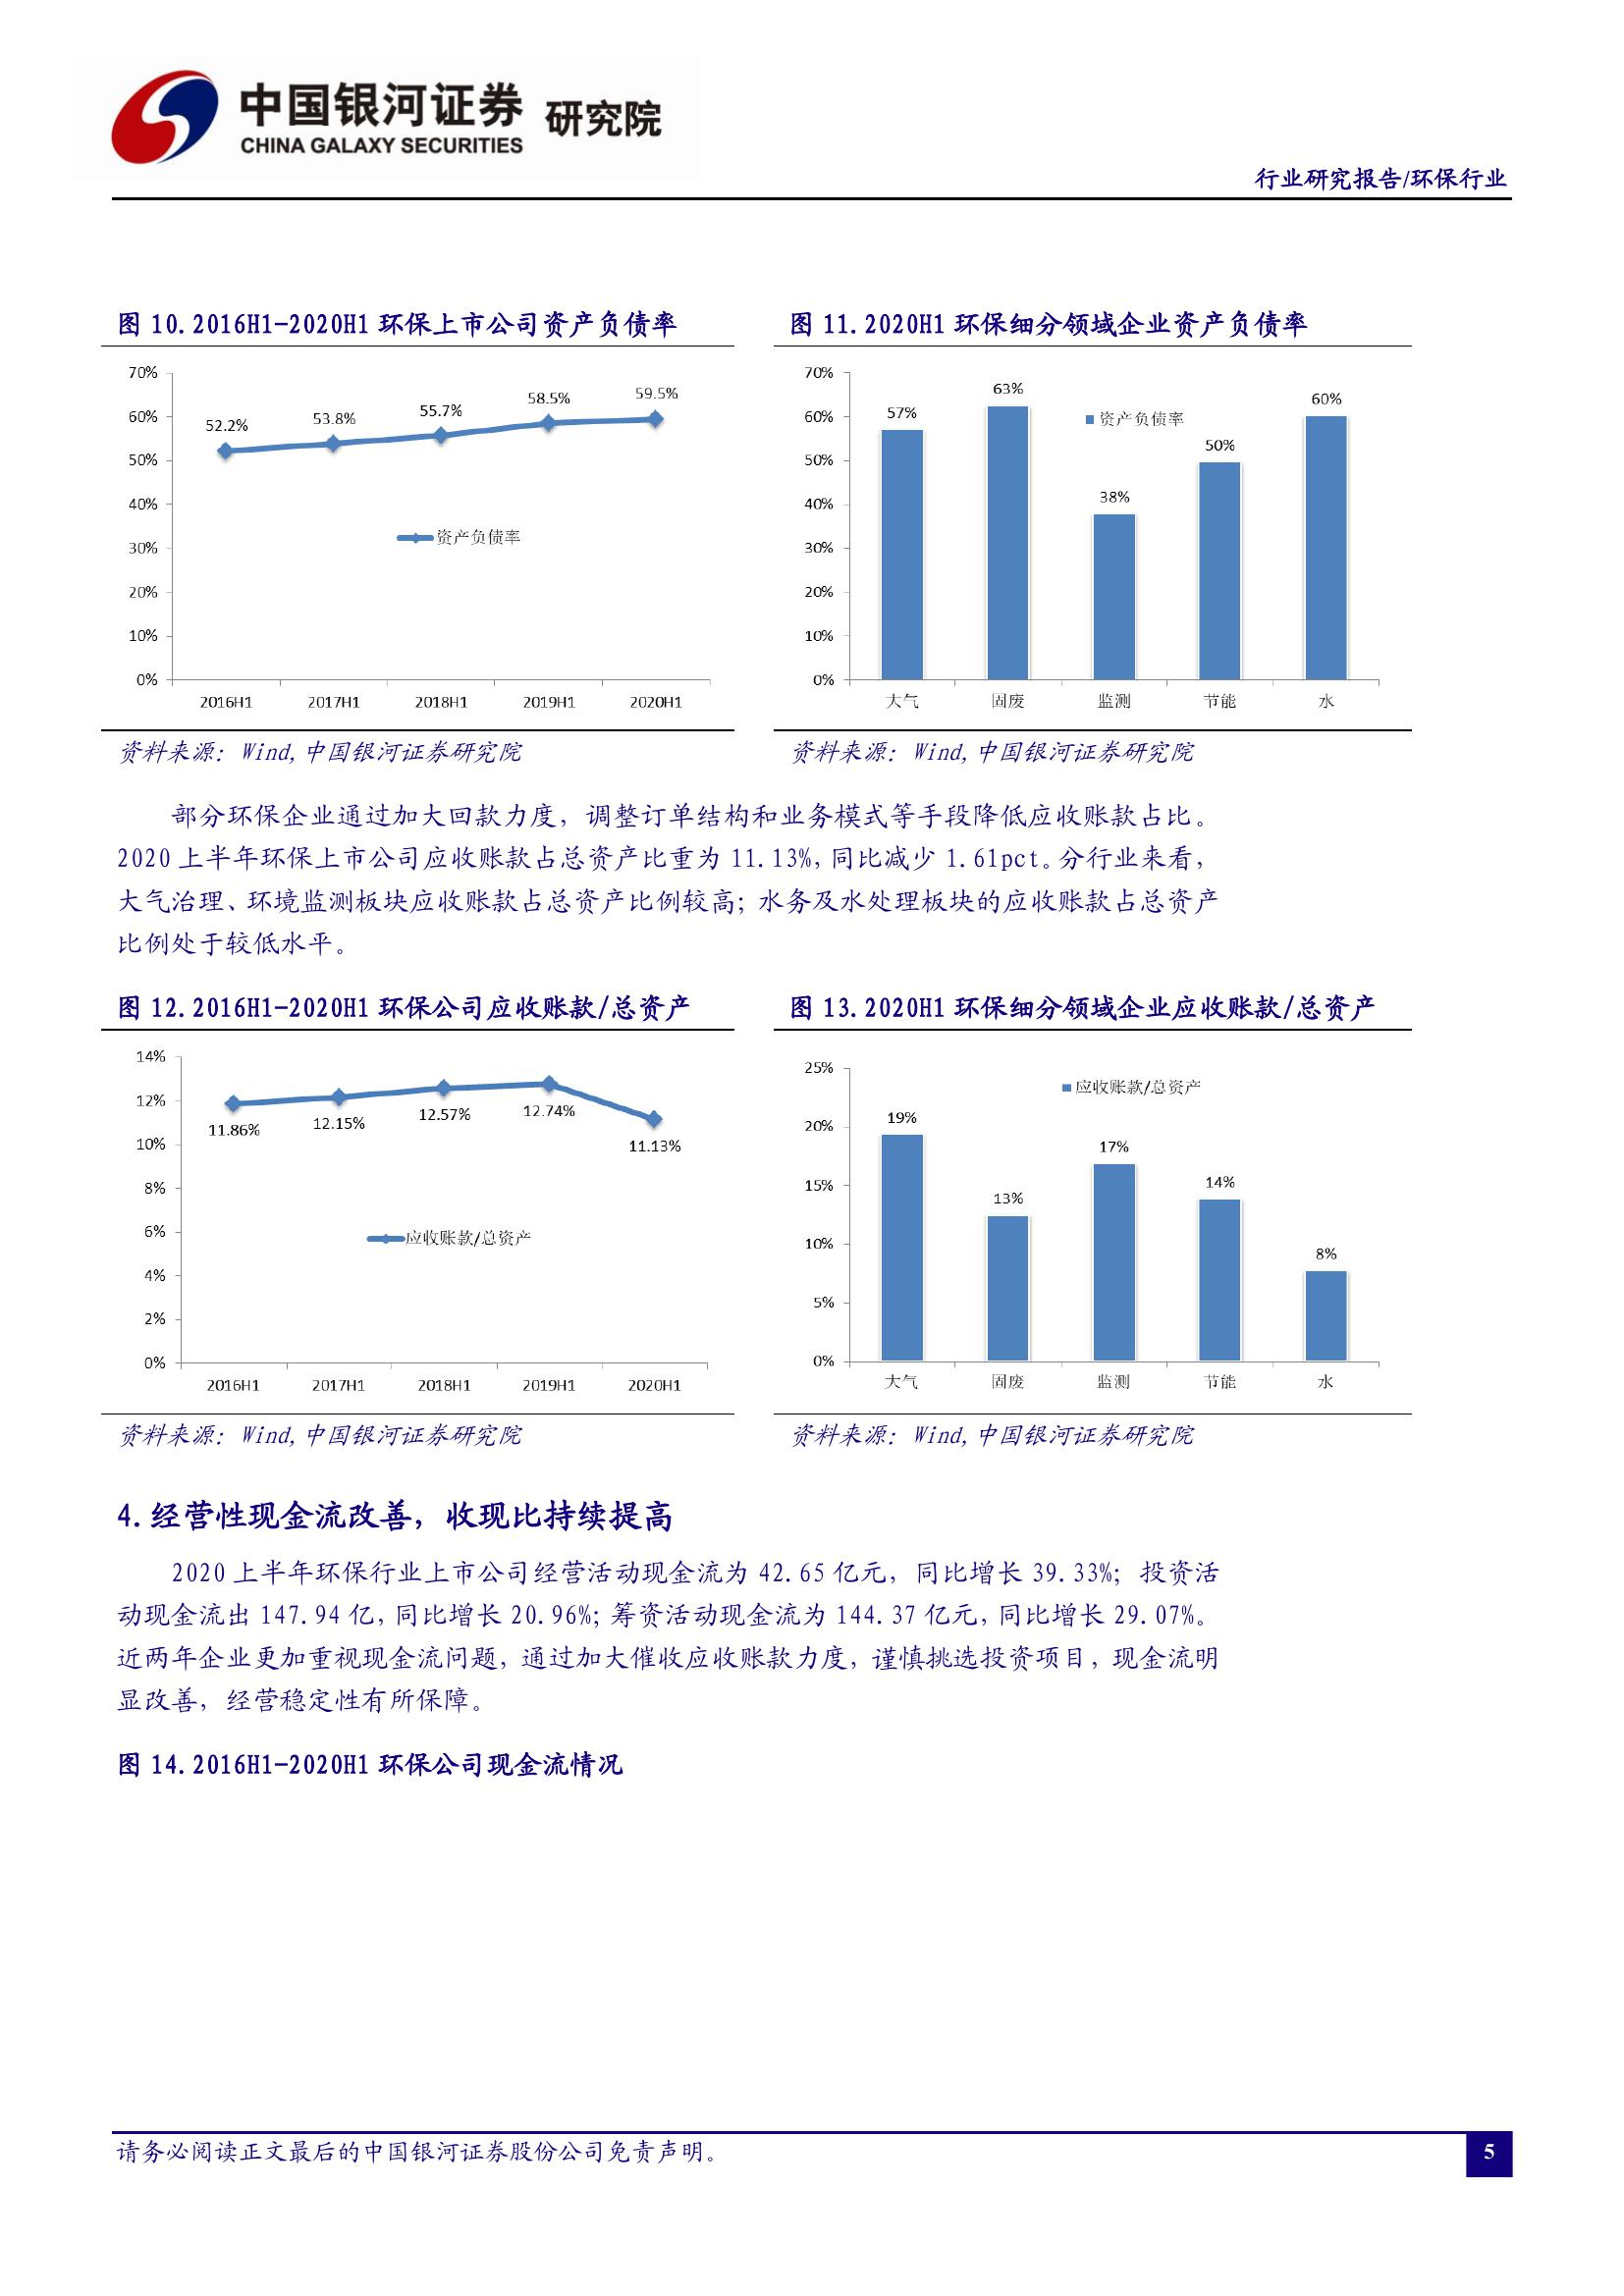 中国银河证券 研究院
CHINA GALAXY SECURITIES
行业研究报告/环保行业
图 10. 2016H1-2020H1 环保上市公司资产负债率
70%
60%
50%
40%
30%
20%
10%
0%
52.2%
53.8%
55.7%
58.5%
59.5%
资产负债率
2016H1
2017H1
2018H1
2019H1
2020H1
资料来源：Wind,中国银河证券研究院
图 11. 2020H1 环保细分领域企业资产负债率
70%
60%
50%
40%
30%
20%
10%
0%
57%
63%
38%
50%
60%
资产负债率
大气
固废
监测
节能
水
资料来源：Wind,中国银河证券研究院
部分环保企业通过加大回款力度，调整订单结构和业务模式等手段降低应收账款占比。
2020 上半年环保上市公司应收账款占总资产比重为 11.13%,同比减少 1.61pct。分行业来看，
大气治理、环境监测板块应收账款占总资产比例较高；水务及水处理板块的应收账款占总资产
比例处于较低水平。
图 12. 2016H1-2020H1 环保公司应收账款/总资产
14%
12%
10%
8%
6%
4%
2%
0%
11.86%
12.15%
12.57%
12.74%
11.13%
应收账款/总资产
2016H1
2017H1
2018H1
2019H1
2020H1
资料来源：Wind,中国银河证券研究院
图 13. 2020H1 环保细分领域企业应收账款/总资产
25%
20%
15%
10%
5%
0%
19%
13%
17%
14%
8%
应收账款/总资产
大气
固废
监测
节能
水
资料来源：Wind,中国银河证券研究院
4. 经营性现金流改善，收现比持续提高
2020 上半年环保行业上市公司经营活动现金流为 42.65 亿元，同比增长 39.33%；投资活
动现金流出 147.94 亿,同比增长 20.96%；筹资活动现金流为 144.37 亿元,同比增长 29.07%。
近两年企业更加重视现金流问题，通过加大催收应收账款力度，谨慎挑选投资项目，现金流明
显改善，经营稳定性有所保障。
图 14. 2016H1-2020H1 环保公司现金流情况
请务必阅读正文最后的中国银河证券股份公司免责声明。
5